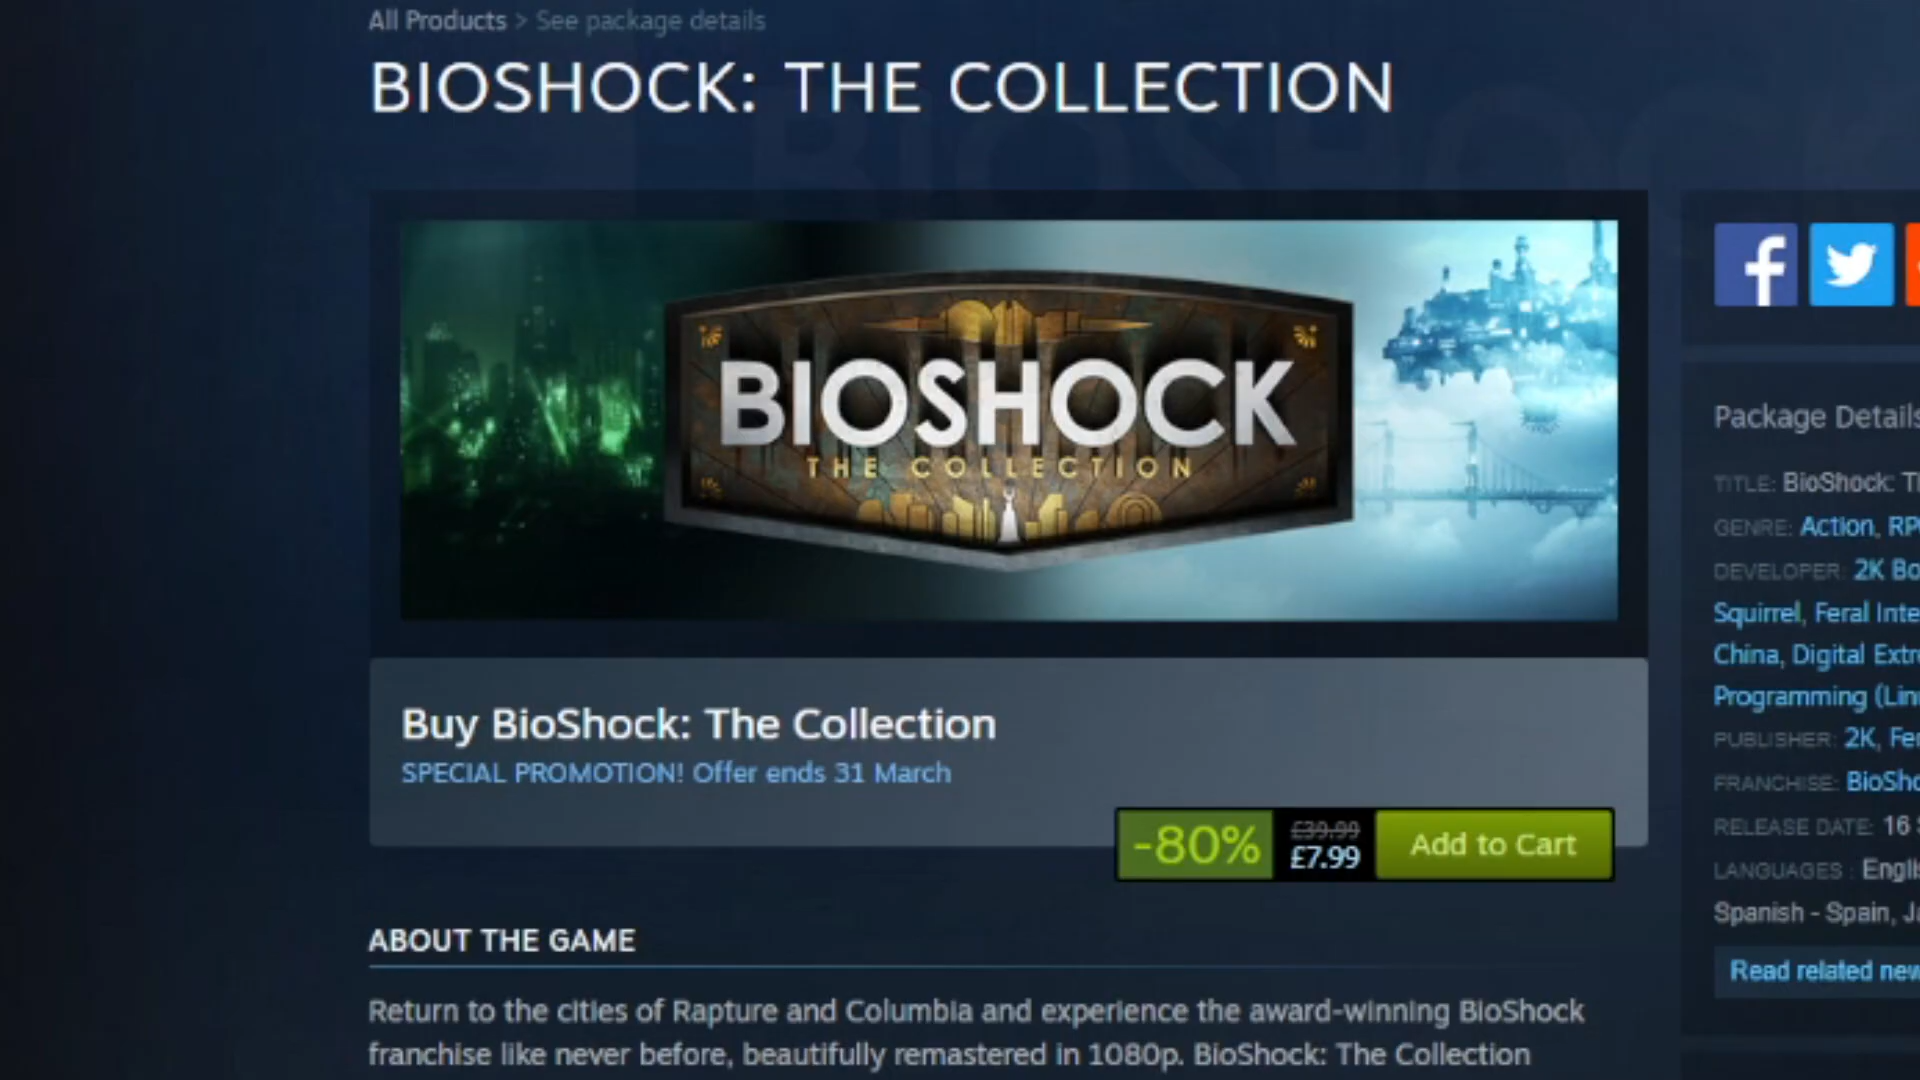 All Products > See package details
BIOSHOCK: THE COLLECTION
BIOSHOCK
THE COLLECTION
Buy BioShock: The Collection
SPECIAL PROMOTION! Offer ends 31 March
-80%
£39.99
£7.99
Add to Cart
ABOUT THE GAME
Return to the cities of Rapture and Columbia and experience the award-winning BioShock
franchise like never before, beautifully remastered in 1080p. BioShock: The Collection
Package Details
TITLE: BioShock:
GENRE: Action,
DEVELOPER: 2K
Squirrel, Feral
China, Digital
Programming
PUBLISHER: 2K,
FRANCHISE:
RELEASE DATE: 16
LANGUAGES :
Spanish - Spain,
Read related